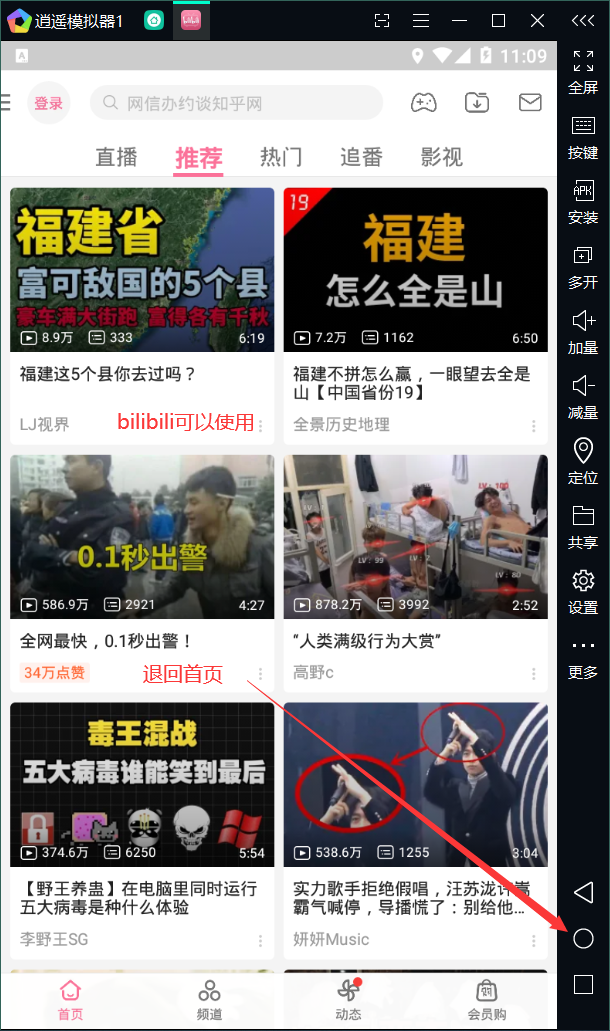 逍遥模拟器1
11:09
A
登录
网信办约谈知乎网
直播 推荐 热门 追番 影视
福建省
富可敌国的5个县
豪车满大街跑 富得各有千秋
8.9万 333 6:19
福建这5个县你去过吗？
LJ视界
19
福建
怎么全是山
7.2万 1162 6:50
福建不拼怎么赢，一眼望去全是
山【中国省份19】
全景历史地理
bilibili可以使用
0.1秒出警
586.9万 2921 4:27
全网最快，0.1秒出警！
34万点赞
LV：99
LV：100
LV：80
878.2万 3992 2:52
“人类满级行为大赏”
高野c
退回首页
毒王混战
五大病毒谁能笑到最后
374.6万 6250 5:54
【野王养蛊】在电脑里同时运行
五大病毒是种什么体验
李野王SG
538.6万 1255 3:04
实力歌手拒绝假唱，汪苏泷许嵩
霸气喊停，导播慌了：别给他...
妍妍Music
首页 频道 动态 会员购
全屏
按键
APK
安装
多开
加量
减量
定位
共享
设置
更多